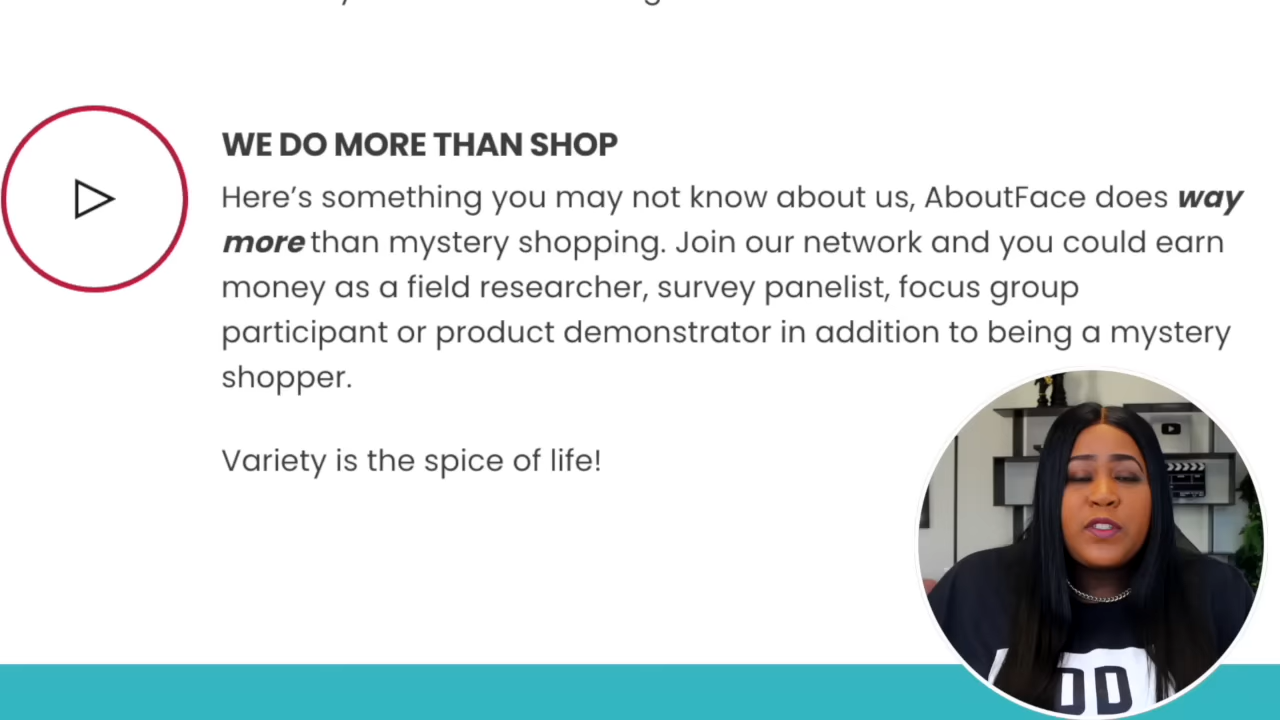 WE DO MORE THAN SHOP
Here's something you may not know about us, AboutFace does way
more than mystery shopping. Join our network and you could earn
money as a field researcher, survey panelist, focus group
participant or product demonstrator in addition to being a mystery
shopper.
Variety is the spice of life!